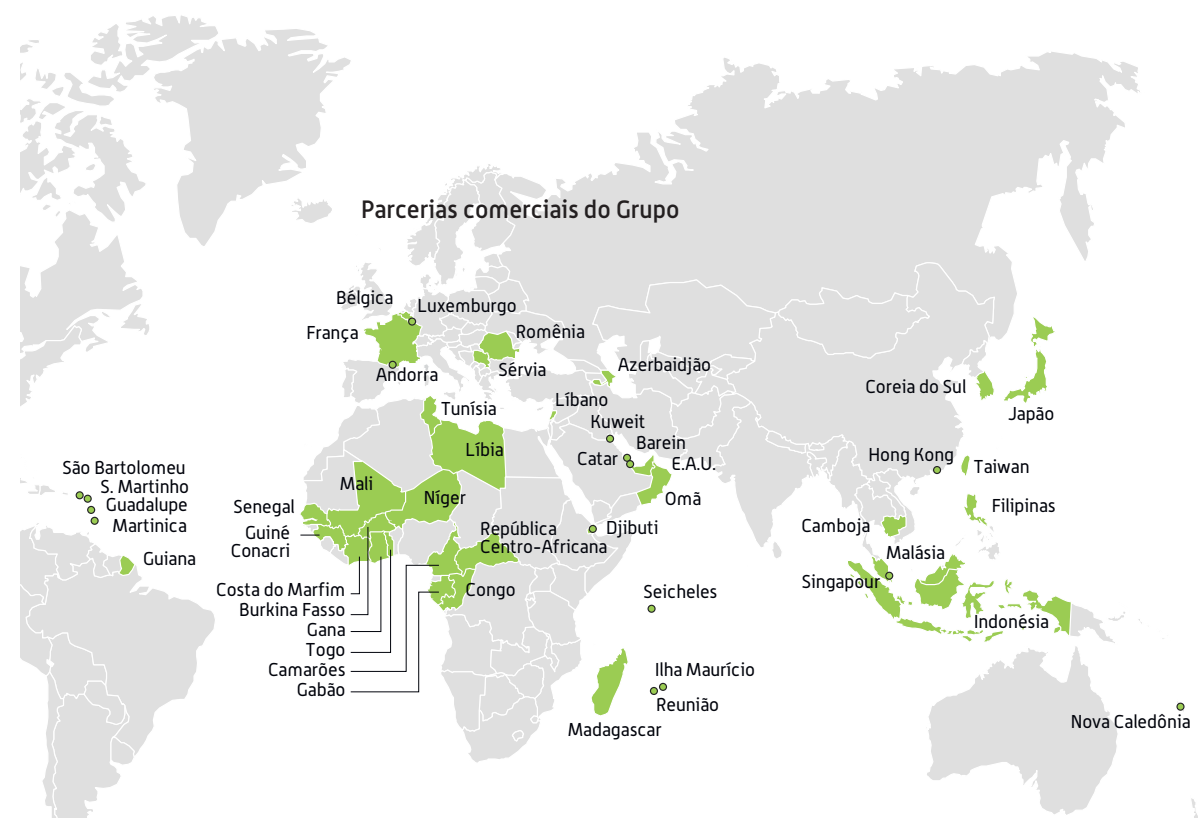 Parcerias comerciais do Grupo
Bélgica
Luxemburgo
França
Romênia
Andorra
Sérvia
Azerbaidjão
Coreia do Sul
Japão
Tunísia
Líbano
Kuweit
Líbia
Barein
Catar
E.A.U.
Omã
Hong Kong
Taiwan
São Bartolomeu
S. Martinho
Guadalupe
Martinica
Guiana
Mali
Níger
Senegal
Guiné
Conacri
República
Centro-Africana
Djibuti
Filipinas
Camboja
Malásia
Singapour
Indonésia
Costa do Marfim
Burkina Fasso
Gana
Togo
Camarões
Gabão
Congo
Seicheles
Ilha Maurício
Reunião
Madagascar
Nova Caledônia